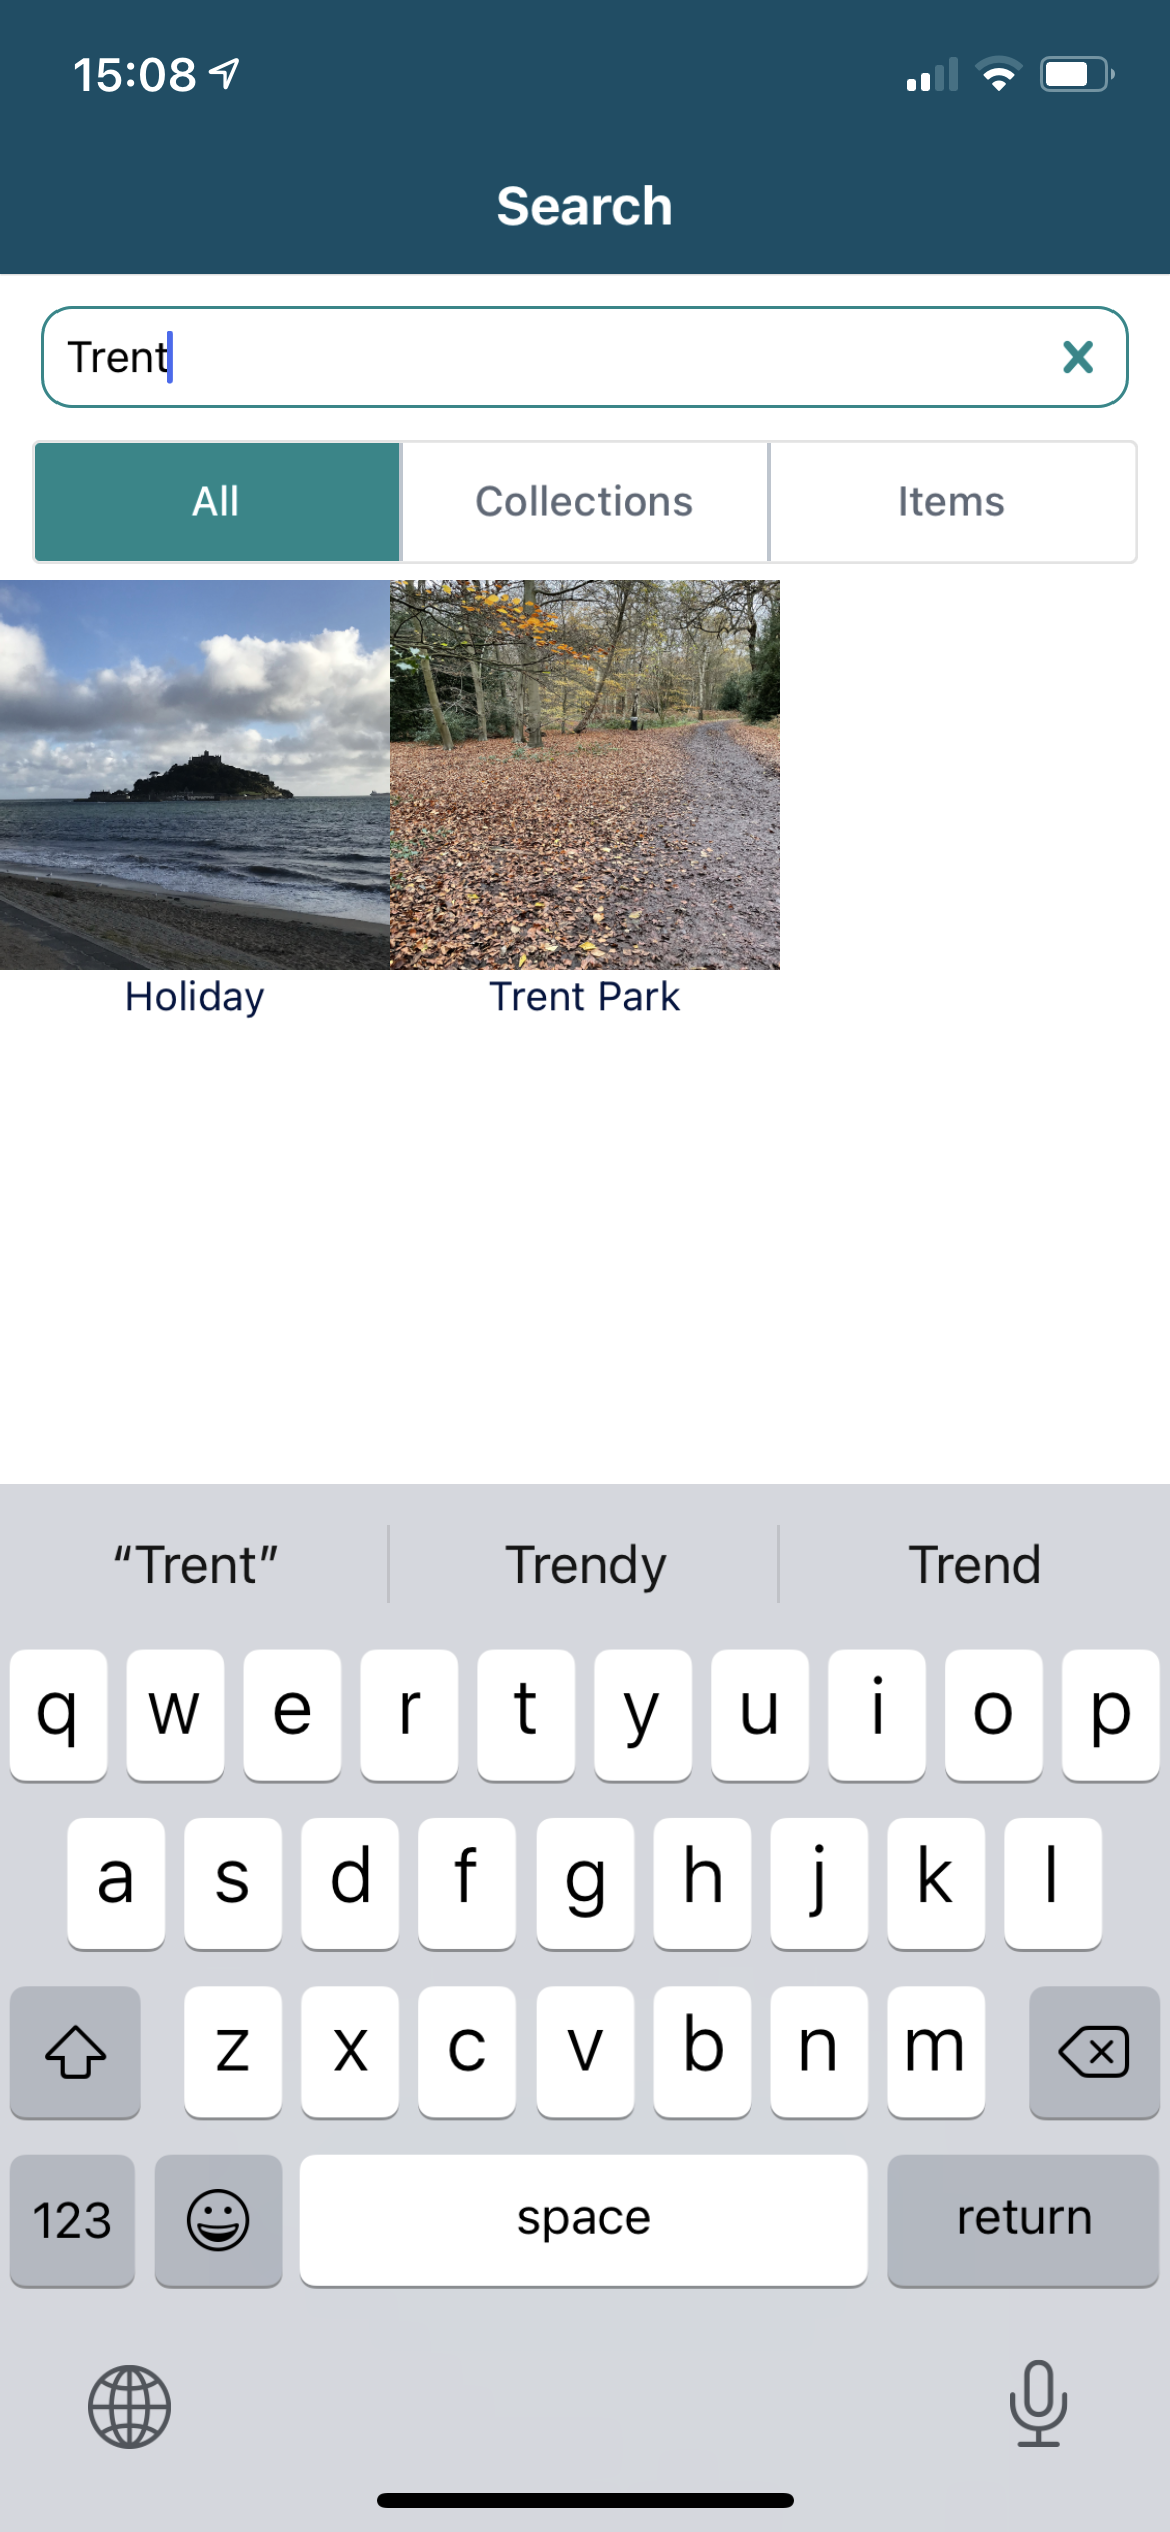 15:08
Search
Trent
All Collections Items
Holiday Trent Park
“Trent” Trendy Trend
q w e r t y u i o p
a s d f g h j k l
z x c v b n m
123 space return